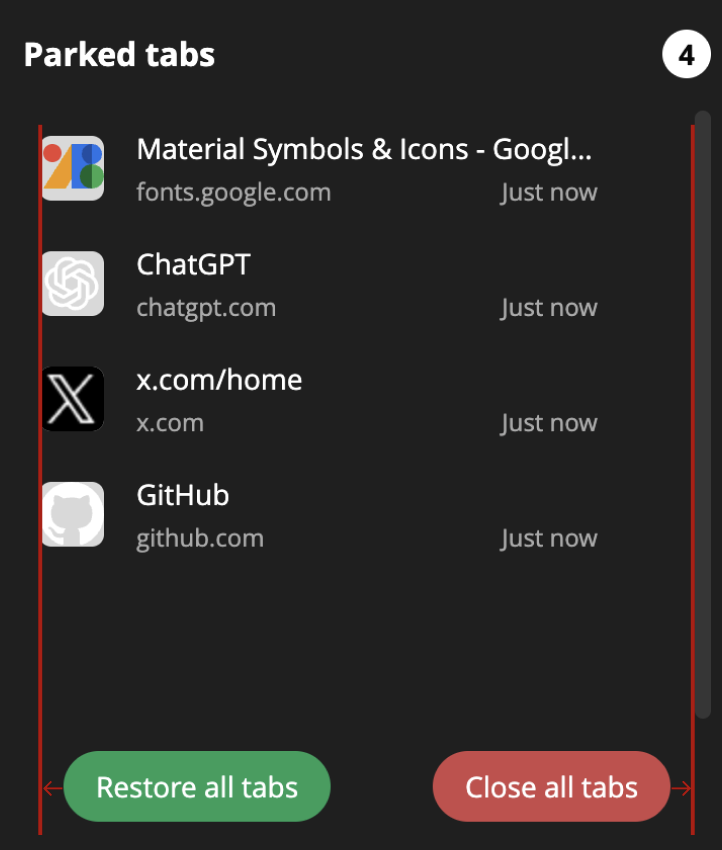 Parked tabs 4
Material Symbols & Icons - Googl...
fonts.google.com Just now
ChatGPT
chatgpt.com Just now
x.com/home
x.com Just now
GitHub
github.com Just now
Restore all tabs Close all tabs